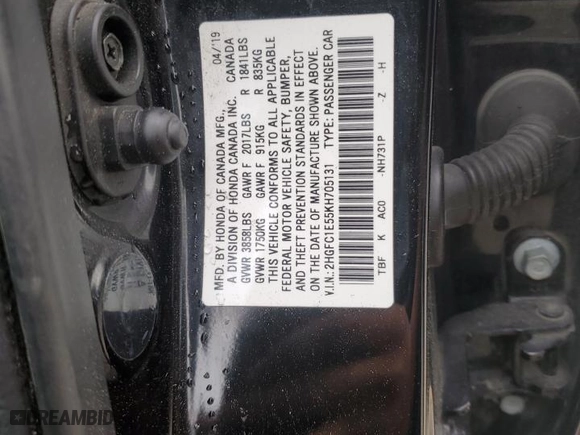 MFD. BY HONDA OF CANADA MFG., 04/'19
A DIVISION OF HONDA CANADA INC. CANADA
GVWR 3858LBS GAWR F 2017LBS R 1841LBS
GVWR 1750KG GAWR F 915KG R 835KG
THIS VEHICLE CONFORMS TO ALL APPLICABLE
FEDERAL MOTOR VEHICLE SAFETY, BUMPER,
AND THEFT PREVENTION STANDARDS IN EFFECT
ON THE DATE OF MANUFACTURE SHOWN ABOVE.
V.I.N.: 2HGFC1E55KH705131 TYPE: PASSENGER CAR
TBF K AC0 -NH731P -Z -H
DREAMBID